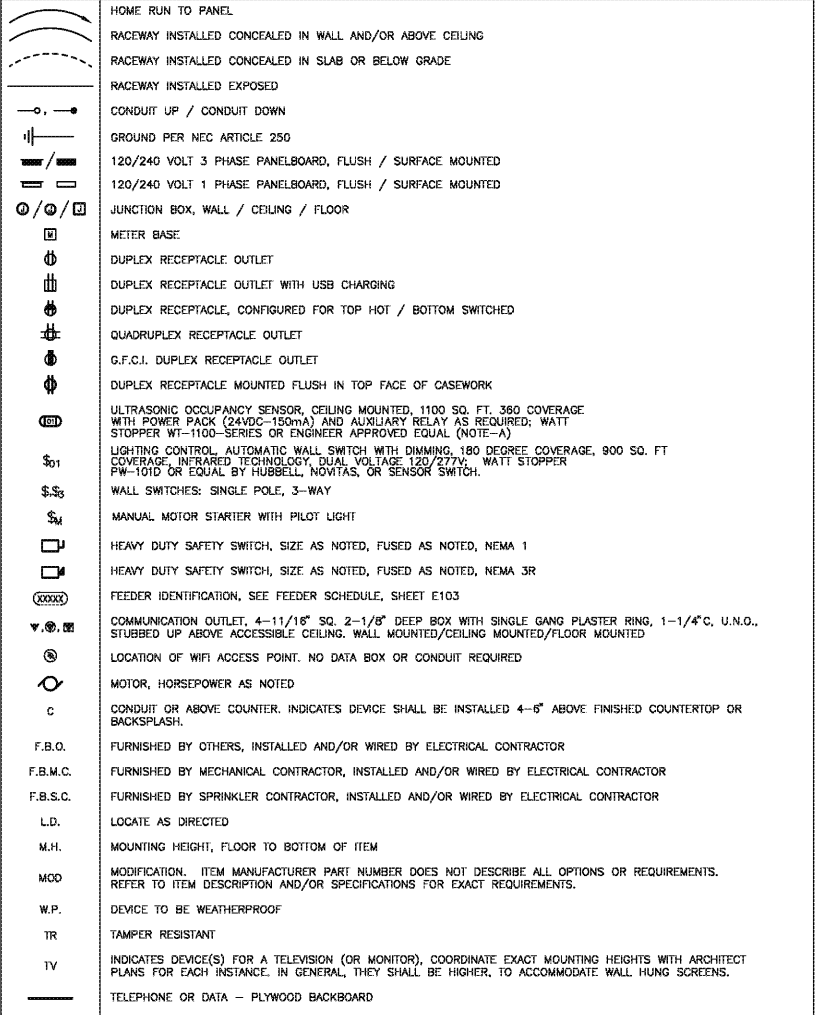 HOME RUN TO PANEL
RACEWAY INSTALLED CONCEALED IN WALL AND/OR ABOVE CEILING
RACEWAY INSTALLED CONCEALED IN SLAB OR BELOW GRADE
RACEWAY INSTALLED EXPOSED
, CONDUIT UP / CONDUIT DOWN
GROUND PER NEC ARTICLE 250
/ 120/240 VOLT 3 PHASE PANELBOARD, FLUSH / SURFACE MOUNTED
120/240 VOLT 1 PHASE PANELBOARD, FLUSH / SURFACE MOUNTED
J / J / J JUNCTION BOX, WALL / CEILING / FLOOR
M METER BASE
DUPLEX RECEPTACLE OUTLET
DUPLEX RECEPTACLE OUTLET WITH USB CHARGING
DUPLEX RECEPTACLE, CONFIGURED FOR TOP HOT / BOTTOM SWITCHED
QUADRUPLEX RECEPTACLE OUTLET
G.F.C.I. DUPLEX RECEPTACLE OUTLET
DUPLEX RECEPTACLE MOUNTED FLUSH IN TOP FACE OF CASEWORK
ULTRASONIC OCCUPANCY SENSOR, CEILING MOUNTED, 1100 SQ. FT. 360 COVERAGE
O1 WITH POWER PACK (24VDC-150mA) AND AUXILIARY RELAY AS REQUIRED; WATT
STOPPER WT-1100-SERIES OR ENGINEER APPROVED EQUAL (NOTE-A)
LIGHTING CONTROL, AUTOMATIC WALL SWITCH WITH DIMMING, 180 DEGREE COVERAGE, 900 SQ. FT
$O1 COVERAGE, INFRARED TECHNOLOGY, DUAL VOLTAGE 120/277V; WATT STOPPER
PW-101D OR EQUAL BY HUBBELL, NOVITAS, OR SENSOR SWITCH.
$,$3 WALL SWITCHES: SINGLE POLE, 3-WAY
$M MANUAL MOTOR STARTER WITH PILOT LIGHT
HEAVY DUTY SAFETY SWITCH, SIZE AS NOTED, FUSED AS NOTED, NEMA 1
HEAVY DUTY SAFETY SWITCH, SIZE AS NOTED, FUSED AS NOTED, NEMA 3R
XXXXX FEEDER IDENTIFICATION, SEE FEEDER SCHEDULE, SHEET E103
COMMUNICATION OUTLET, 4-11/16" SQ. 2-1/8" DEEP BOX WITH SINGLE GANG PLASTER RING, 1-1/4"C, U.N.O.,
STUBBED UP ABOVE ACCESSIBLE CEILING. WALL MOUNTED/CEILING MOUNTED/FLOOR MOUNTED
LOCATION OF WIFI ACCESS POINT. NO DATA BOX OR CONDUIT REQUIRED
MOTOR, HORSEPOWER AS NOTED
C CONDUIT OR ABOVE COUNTER. INDICATES DEVICE SHALL BE INSTALLED 4-6" ABOVE FINISHED COUNTERTOP OR
BACKSPLASH.
F.B.O. FURNISHED BY OTHERS, INSTALLED AND/OR WIRED BY ELECTRICAL CONTRACTOR
F.B.M.C. FURNISHED BY MECHANICAL CONTRACTOR, INSTALLED AND/OR WIRED BY ELECTRICAL CONTRACTOR
F.B.S.C. FURNISHED BY SPRINKLER CONTRACTOR, INSTALLED AND/OR WIRED BY ELECTRICAL CONTRACTOR
L.D. LOCATE AS DIRECTED
M.H. MOUNTING HEIGHT, FLOOR TO BOTTOM OF ITEM
MOD MODIFICATION. ITEM MANUFACTURER PART NUMBER DOES NOT DESCRIBE ALL OPTIONS OR REQUIREMENTS.
REFER TO ITEM DESCRIPTION AND/OR SPECIFICATIONS FOR EXACT REQUIREMENTS.
W.P. DEVICE TO BE WEATHERPROOF
TR TAMPER RESISTANT
TV INDICATES DEVICE(S) FOR A TELEVISION (OR MONITOR), COORDINATE EXACT MOUNTING HEIGHTS WITH ARCHITECT
PLANS FOR EACH INSTANCE. IN GENERAL, THEY SHALL BE HIGHER, TO ACCOMMODATE WALL HUNG SCREENS.
TELEPHONE OR DATA - PLYWOOD BACKBOARD